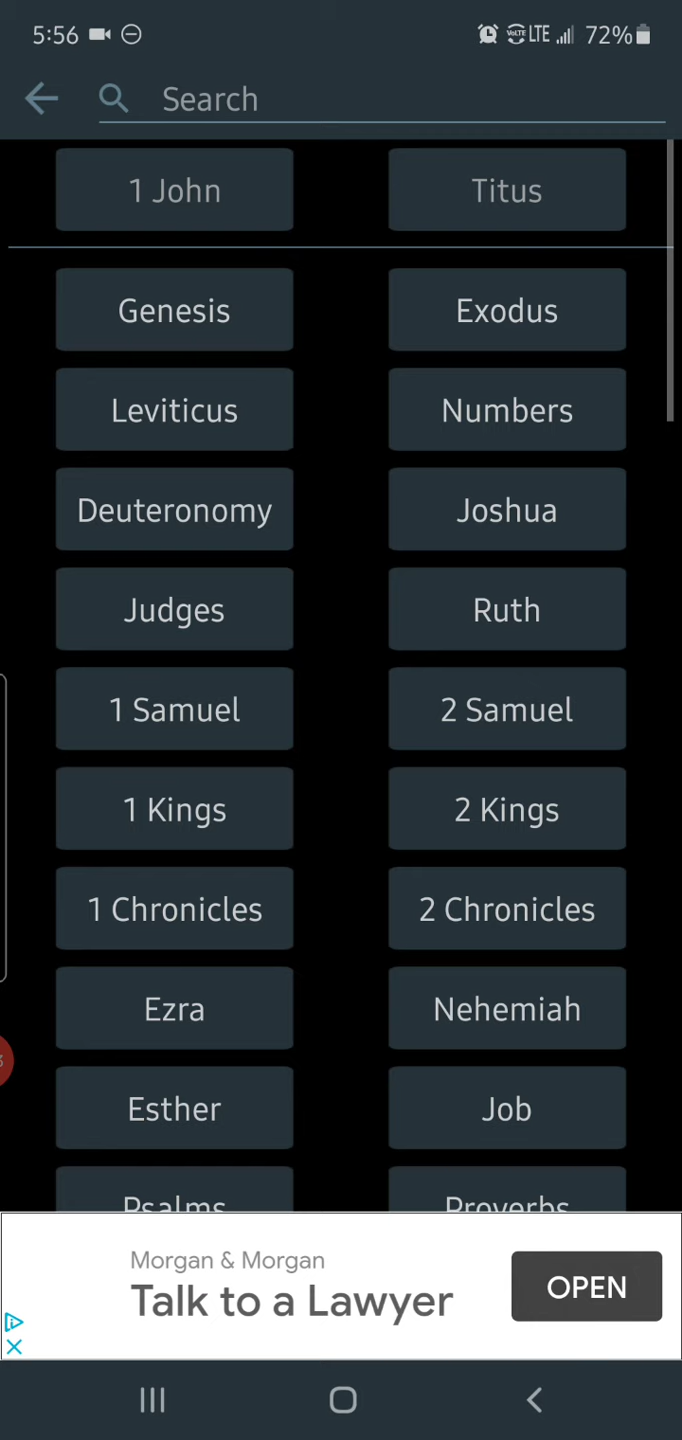 5:56 VoLTE LTE 72%
Search
1 John Titus
Genesis Exodus
Leviticus Numbers
Deuteronomy Joshua
Judges Ruth
1 Samuel 2 Samuel
1 Kings 2 Kings
1 Chronicles 2 Chronicles
Ezra Nehemiah
Esther Job
Psalms Proverbs
Morgan & Morgan
Talk to a Lawyer OPEN